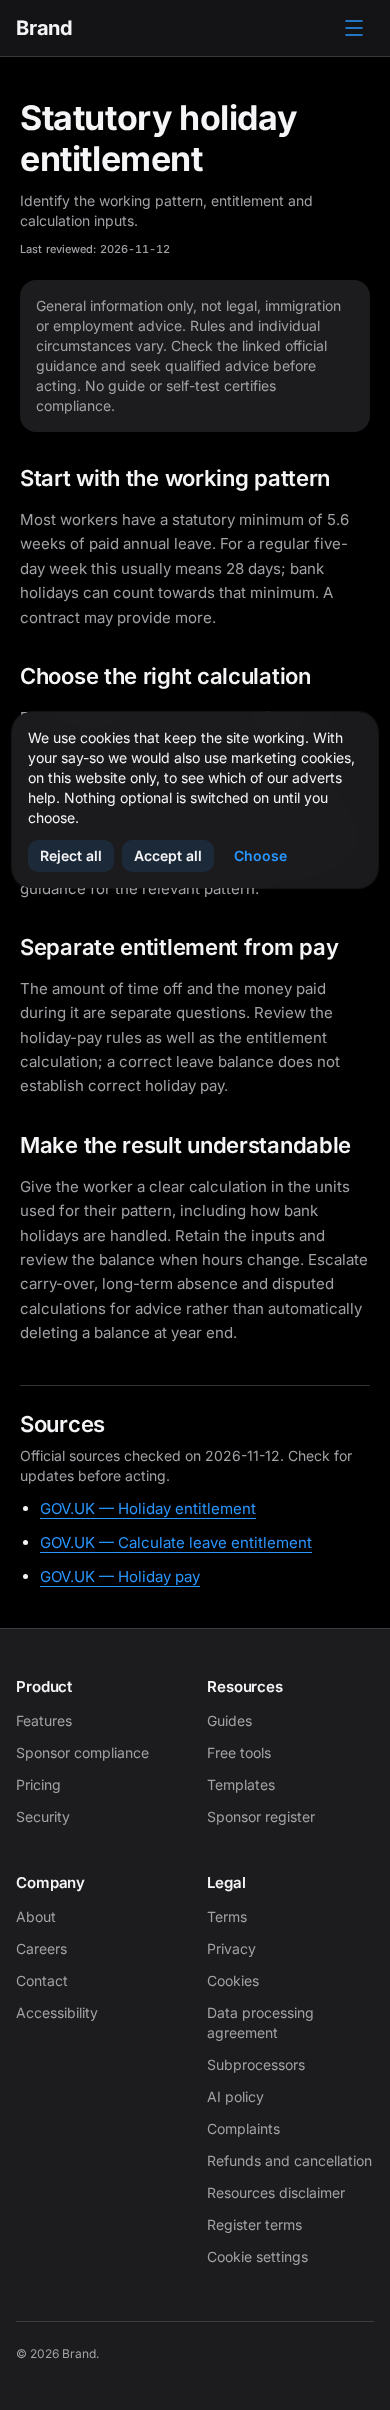 Brand
Statutory holiday
entitlement
Identify the working pattern, entitlement and
calculation inputs.
Last reviewed: 2026-11-12
General information only, not legal, immigration
or employment advice. Rules and individual
circumstances vary. Check the linked official
guidance and seek qualified advice before
acting. No guide or self-test certifies
compliance.
Start with the working pattern
Most workers have a statutory minimum of 5.6
weeks of paid annual leave. For a regular five-
day week this usually means 28 days; bank
holidays can count towards that minimum. A
contract may provide more.
Choose the right calculation
We use cookies that keep the site working. With
your say-so we would also use marketing cookies,
on this website only, to see which of our adverts
help. Nothing optional is switched on until you
choose.
Reject all
Accept all
Choose
guidance for the relevant pattern.
Separate entitlement from pay
The amount of time off and the money paid
during it are separate questions. Review the
holiday-pay rules as well as the entitlement
calculation; a correct leave balance does not
establish correct holiday pay.
Make the result understandable
Give the worker a clear calculation in the units
used for their pattern, including how bank
holidays are handled. Retain the inputs and
review the balance when hours change. Escalate
carry-over, long-term absence and disputed
calculations for advice rather than automatically
deleting a balance at year end.
Sources
Official sources checked on 2026-11-12. Check for
updates before acting.
GOV.UK — Holiday entitlement
GOV.UK — Calculate leave entitlement
GOV.UK — Holiday pay
Product
Features
Sponsor compliance
Pricing
Security
Resources
Guides
Free tools
Templates
Sponsor register
Company
About
Careers
Contact
Accessibility
Legal
Terms
Privacy
Cookies
Data processing
agreement
Subprocessors
AI policy
Complaints
Refunds and cancellation
Resources disclaimer
Register terms
Cookie settings
© 2026 Brand.